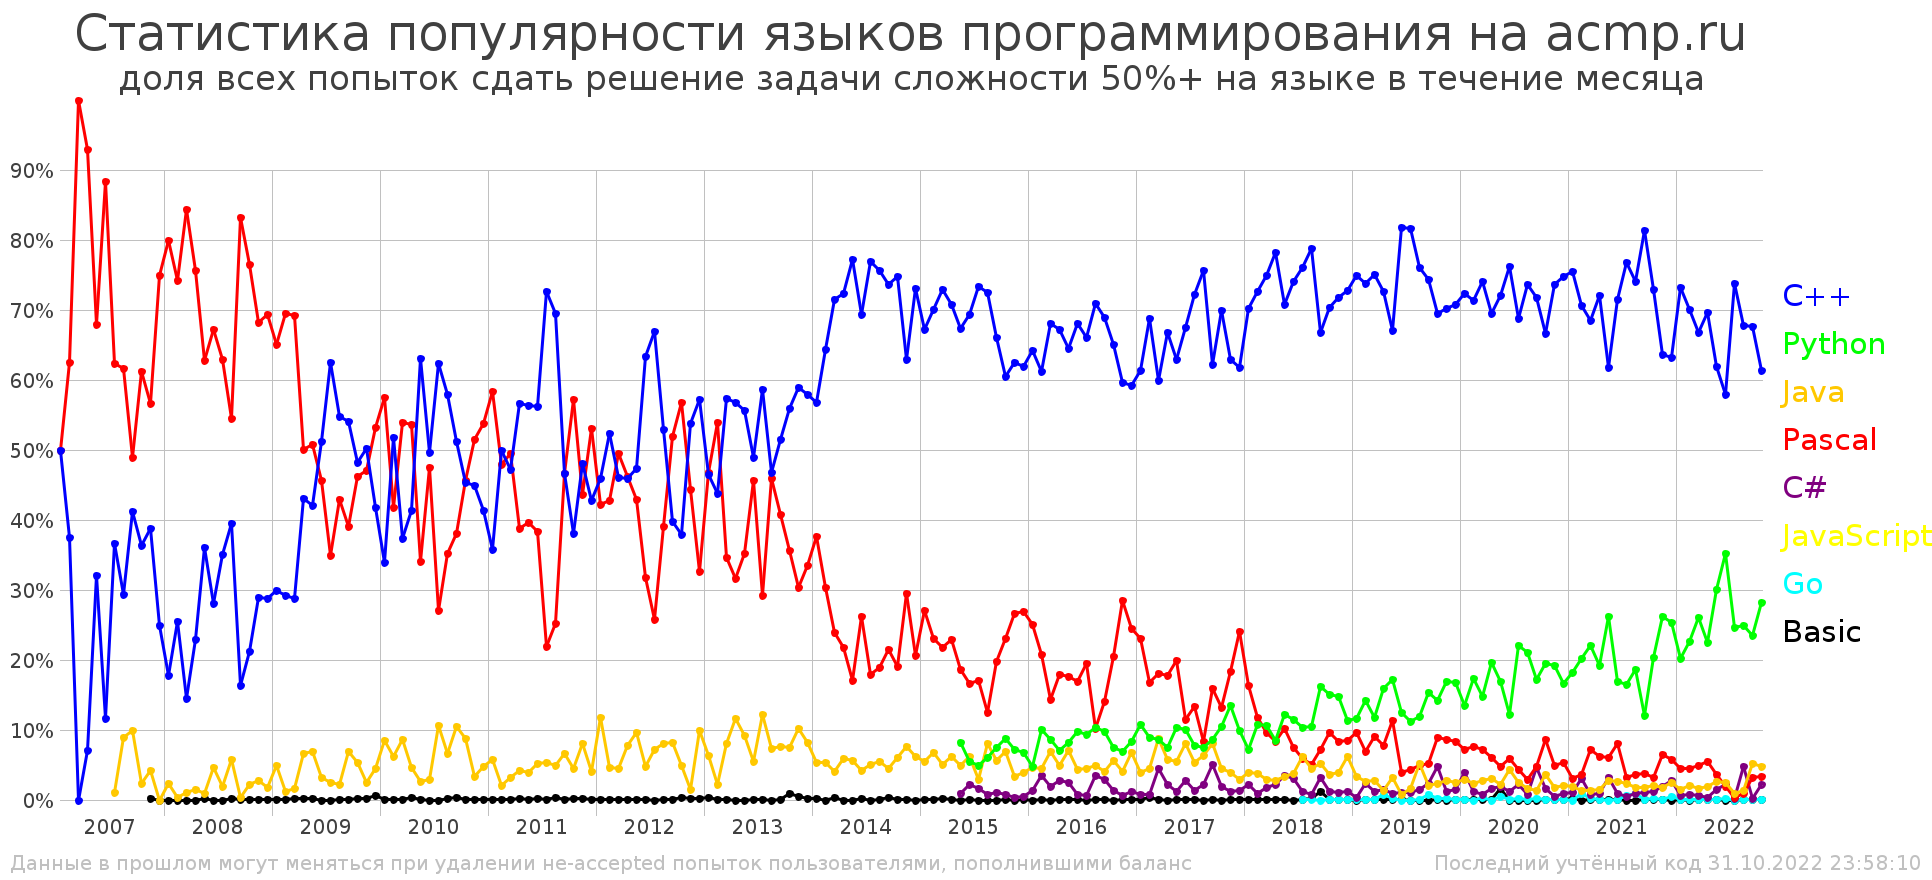 Статистика популярности языков программирования на acmp.ru
доля всех попыток сдать решение задачи сложности 50%+ на языке в течение месяца
90%
80%
70%
60%
50%
40%
30%
20%
10%
0%
2007 2008 2009 2010 2011 2012 2013 2014 2015 2016 2017 2018 2019 2020 2021 2022
C++
Python
Java
Pascal
C#
JavaScript
Go
Basic
Данные в прошлом могут меняться при удалении не-accepted попыток пользователями, пополнившими баланс
Последний учтённый код 31.10.2022 23:58:10